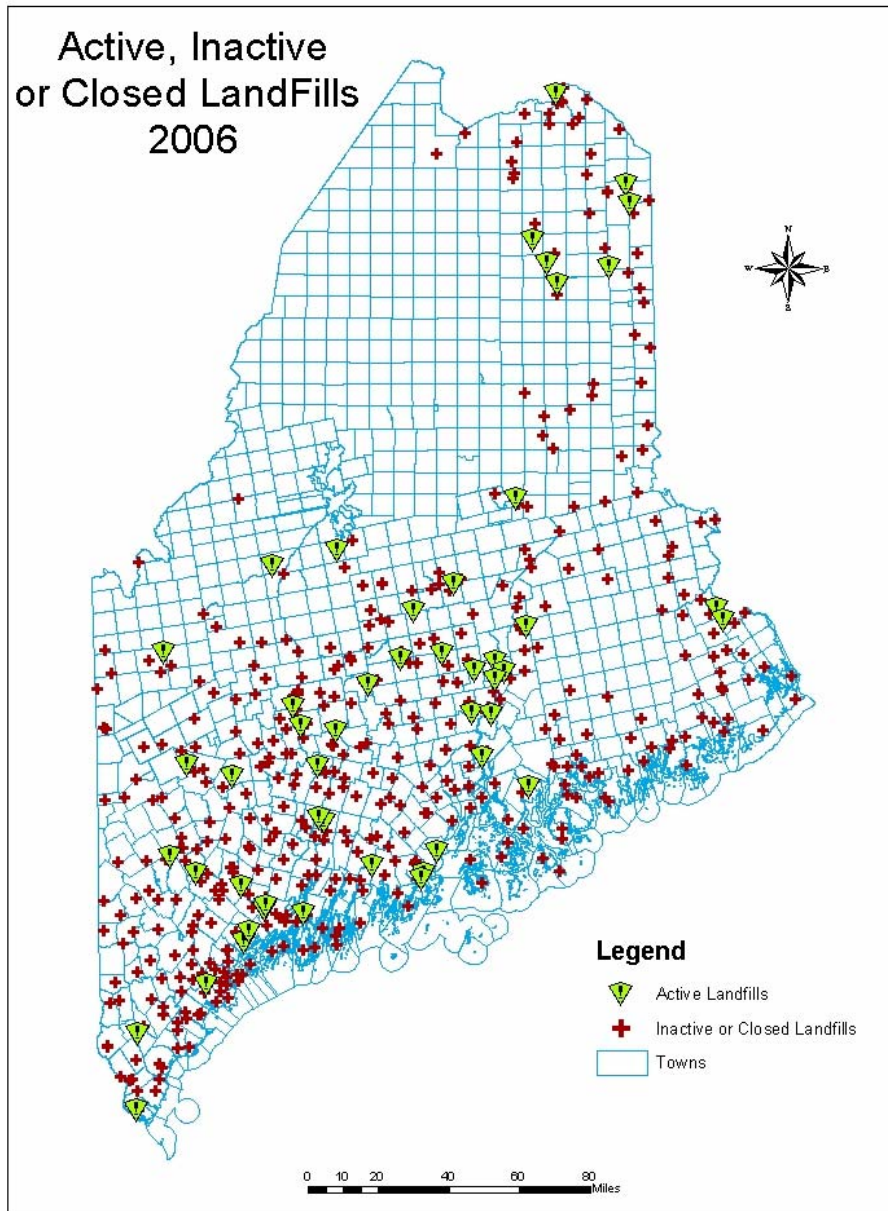 Active, Inactive
or Closed LandFills
2006
N
W
E
S
Legend
Active Landfills
Inactive or Closed Landfills
Towns
0 10 20 40 60 80
Miles